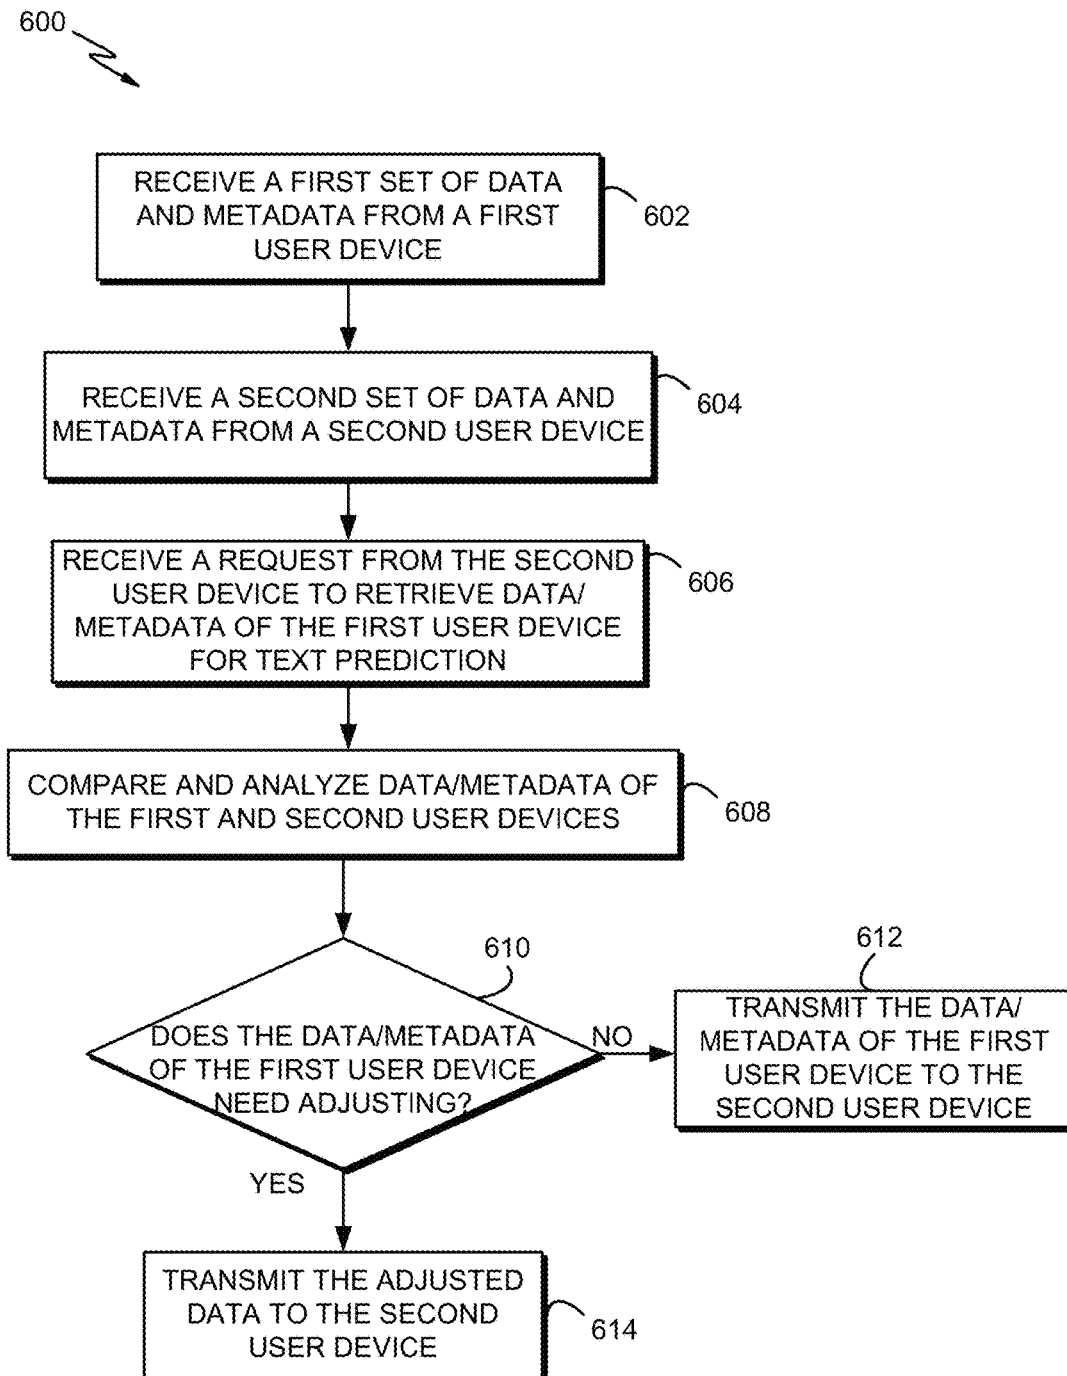 600
RECEIVE A FIRST SET OF DATA
AND METADATA FROM A FIRST
USER DEVICE
602
RECEIVE A SECOND SET OF DATA AND
METADATA FROM A SECOND USER DEVICE
604
RECEIVE A REQUEST FROM THE SECOND
USER DEVICE TO RETRIEVE DATA/
METADATA OF THE FIRST USER DEVICE
FOR TEXT PREDICTION
606
COMPARE AND ANALYZE DATA/METADATA OF
THE FIRST AND SECOND USER DEVICES
608
610
DOES THE DATA/METADATA
OF THE FIRST USER DEVICE
NEED ADJUSTING?
NO
612
TRANSMIT THE DATA/
METADATA OF THE FIRST
USER DEVICE TO THE
SECOND USER DEVICE
YES
TRANSMIT THE ADJUSTED
DATA TO THE SECOND
USER DEVICE
614